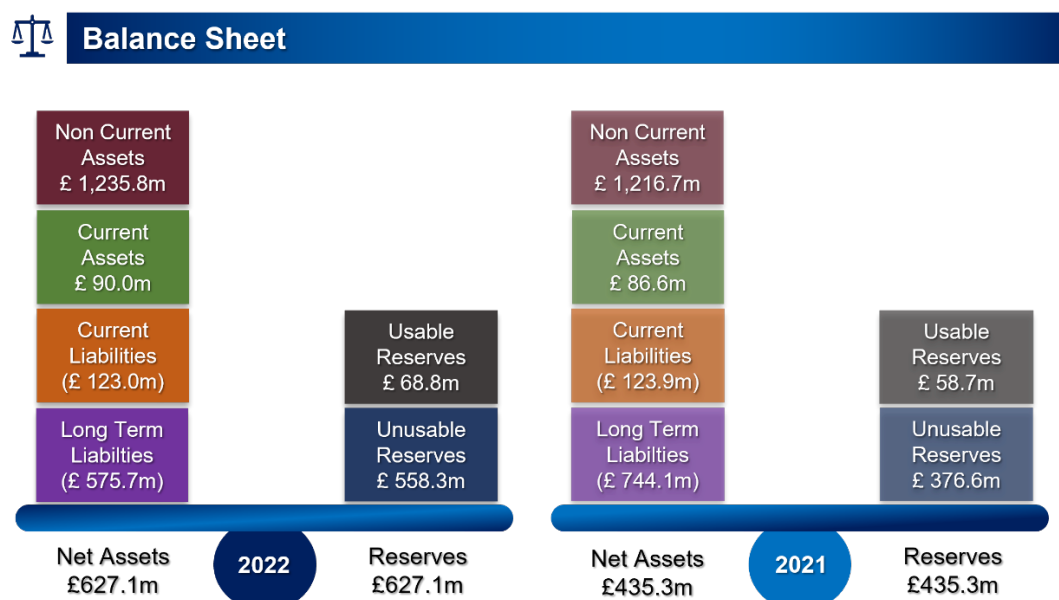 Balance Sheet
Non Current
Assets
£ 1,235.8m
Current
Assets
£ 90.0m
Current
Liabilities
(£ 123.0m)
Long Term
Liabilties
(£ 575.7m)
Usable
Reserves
£ 68.8m
Unusable
Reserves
£ 558.3m
Net Assets
£627.1m
2022
Reserves
£627.1m
Non Current
Assets
£ 1,216.7m
Current
Assets
£ 86.6m
Current
Liabilities
(£ 123.9m)
Long Term
Liabilties
(£ 744.1m)
Usable
Reserves
£ 58.7m
Unusable
Reserves
£ 376.6m
Net Assets
£435.3m
2021
Reserves
£435.3m